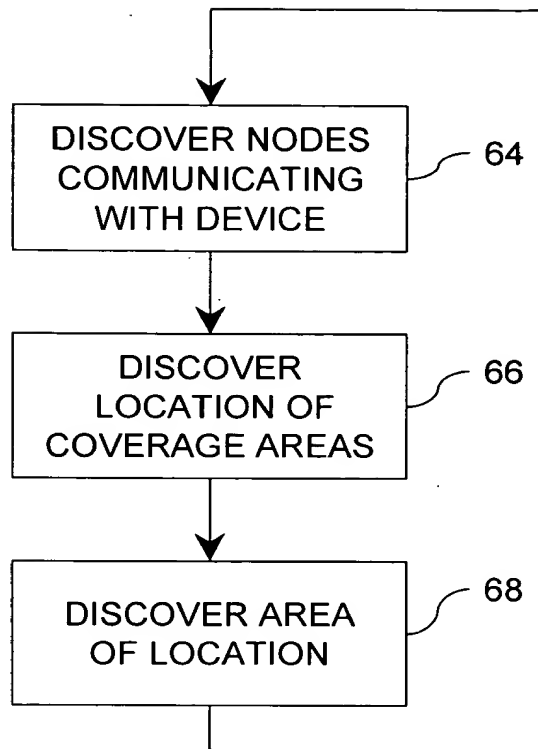 DISCOVER NODES
COMMUNICATING
WITH DEVICE
64
DISCOVER
LOCATION OF
COVERAGE AREAS
66
DISCOVER AREA
OF LOCATION
68